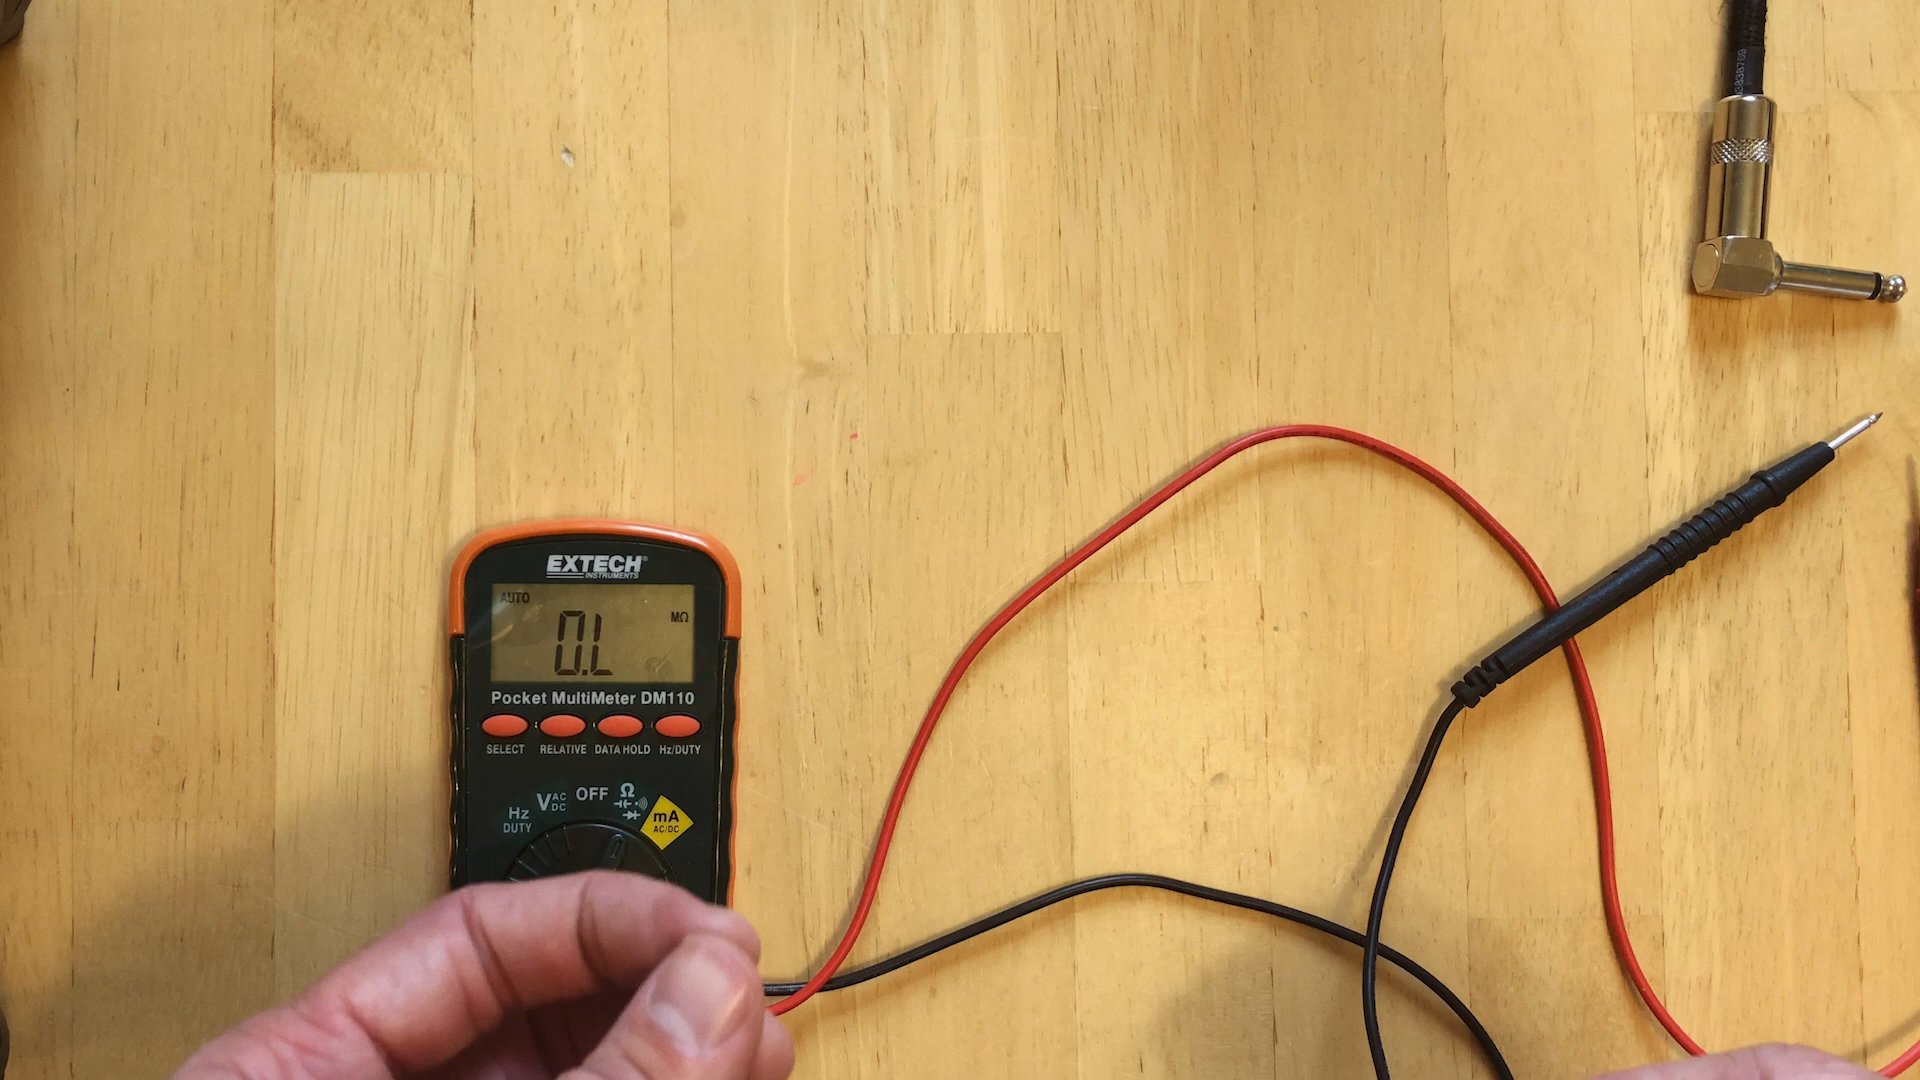 EXTECH®
INSTRUMENTS
AUTO
MΩ
0.L
Pocket MultiMeter DM110
SELECT RELATIVE DATA HOLD Hz/DUTY
OFF
Ω
V AC DC
Hz
DUTY
mA
AC/DC